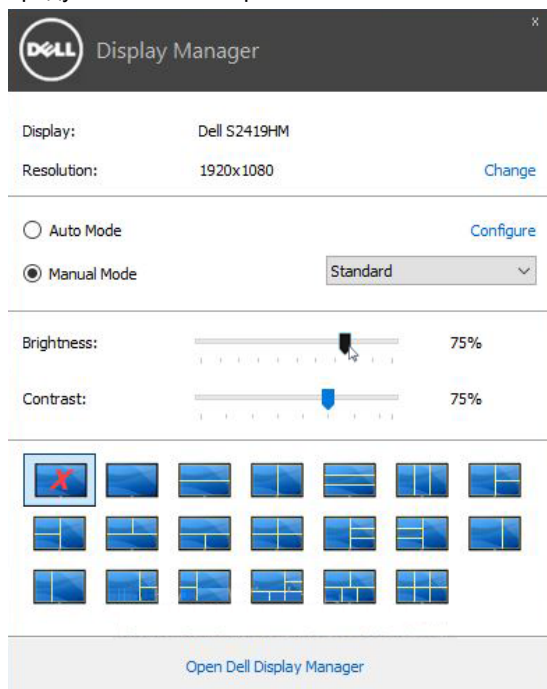 x
DELL Display Manager
Display: Dell S2419HM
Resolution: 1920x1080 Change
Auto Mode Configure
Manual Mode Standard
Brightness: 75%
Contrast: 75%
Open Dell Display Manager